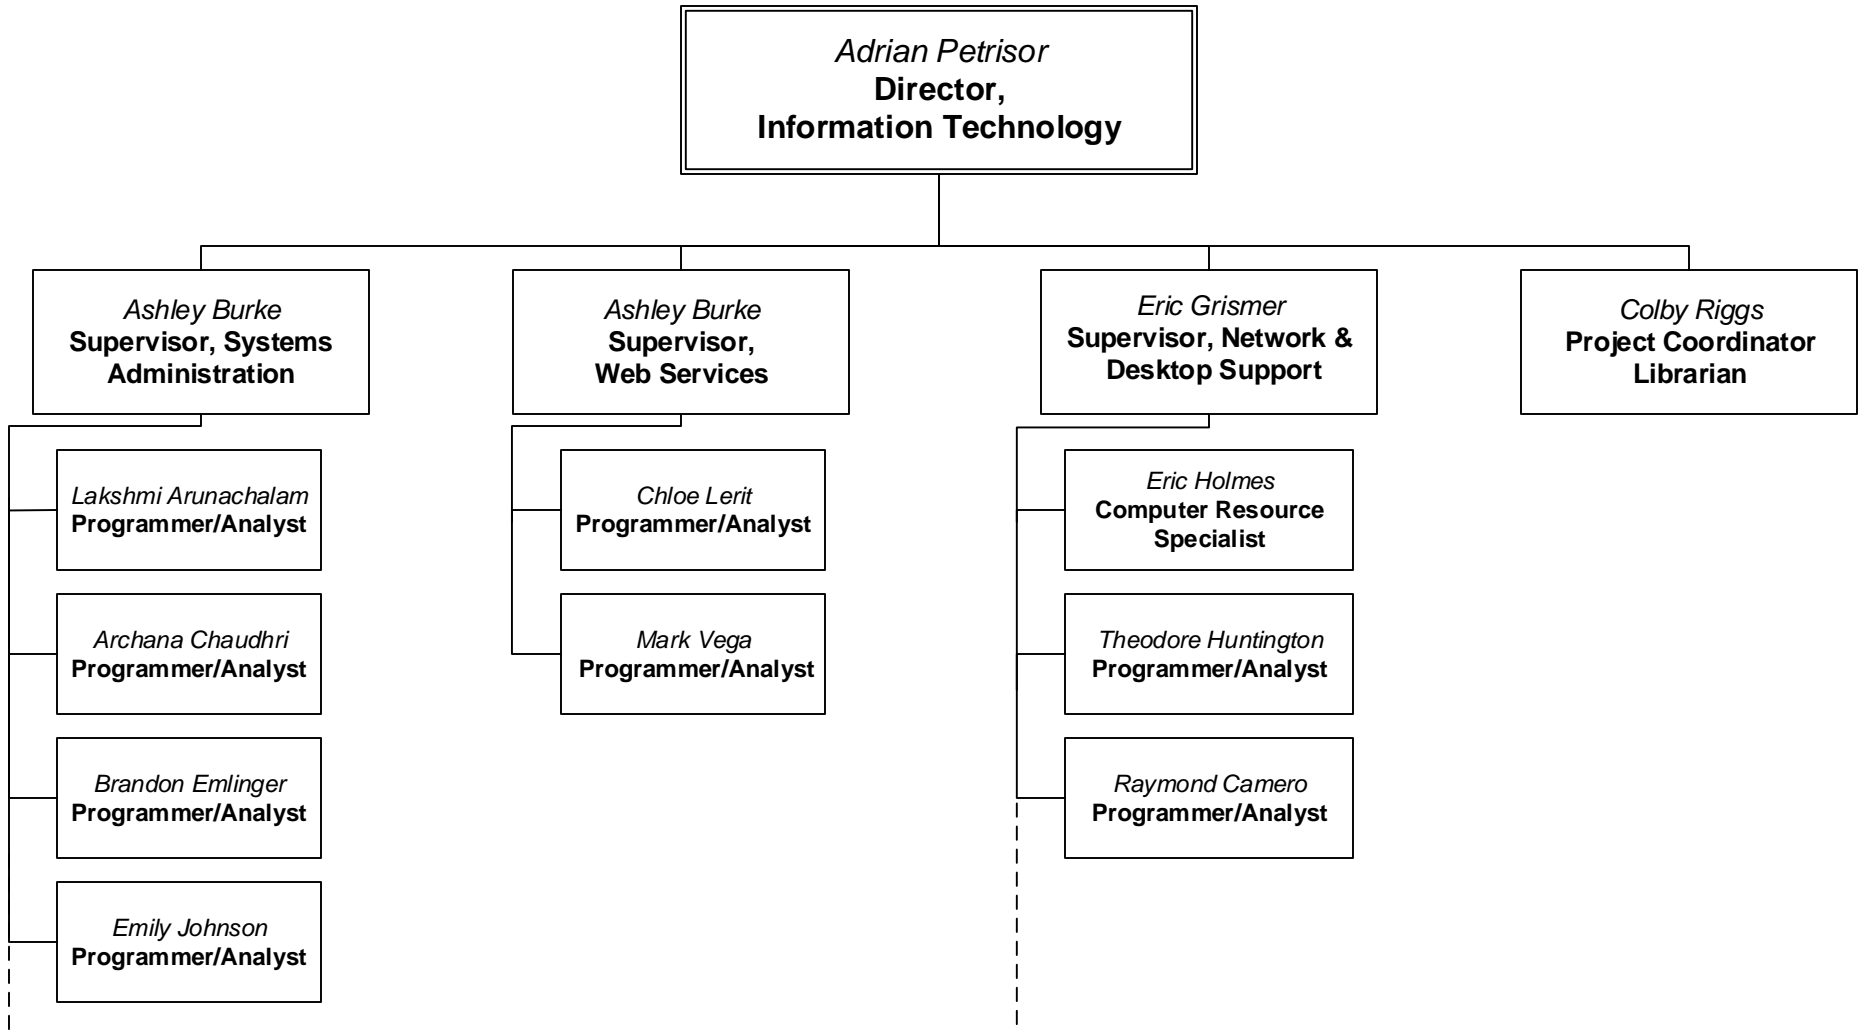 Adrian Petrisor
Director,
Information Technology
Ashley Burke
Supervisor, Systems
Administration
Ashley Burke
Supervisor,
Web Services
Eric Grismer
Supervisor, Network &
Desktop Support
Colby Riggs
Project Coordinator
Librarian
Lakshmi Arunachalam
Programmer/Analyst
Archana Chaudhri
Programmer/Analyst
Brandon Emlinger
Programmer/Analyst
Emily Johnson
Programmer/Analyst
Chloe Lerit
Programmer/Analyst
Mark Vega
Programmer/Analyst
Eric Holmes
Computer Resource
Specialist
Theodore Huntington
Programmer/Analyst
Raymond Camero
Programmer/Analyst